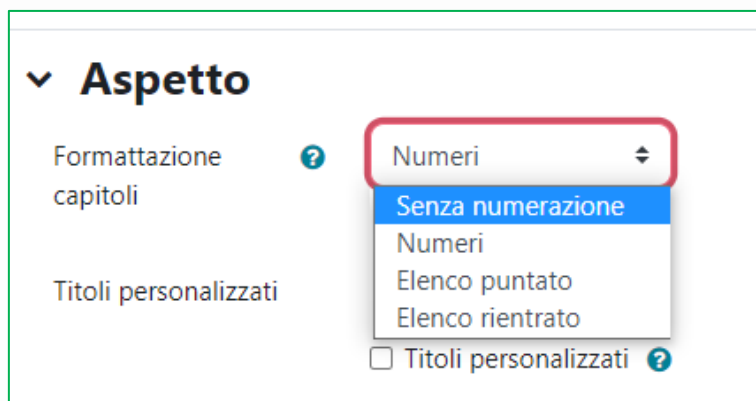 Aspetto
Formattazione
capitoli
Numeri
Senza numerazione
Numeri
Elenco puntato
Elenco rientrato
Titoli personalizzati
Titoli personalizzati